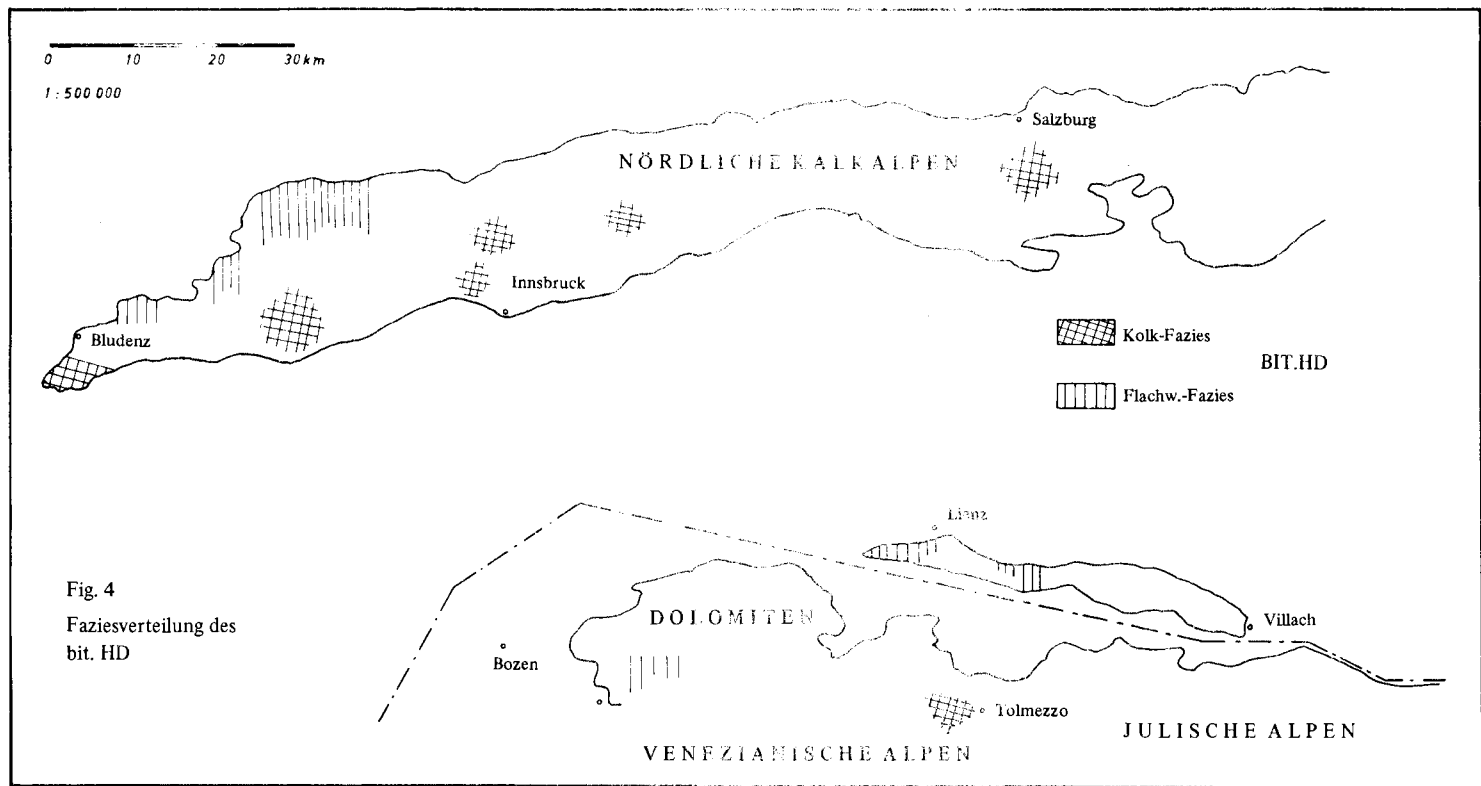 0 10 20 30 km
1 : 500 000
Salzburg
NÖRDLICHE KALKALPEN
Innsbruck
Bludenz
Kolk-Fazies
BIT.HD
Flachw.-Fazies
Lienz
Fig. 4
Faziesverteilung des
bit. HD
DOLOMITEN
Villach
Bozen
Tolmezzo
JULISCHE ALPEN
VENEZIANISCHE ALPEN